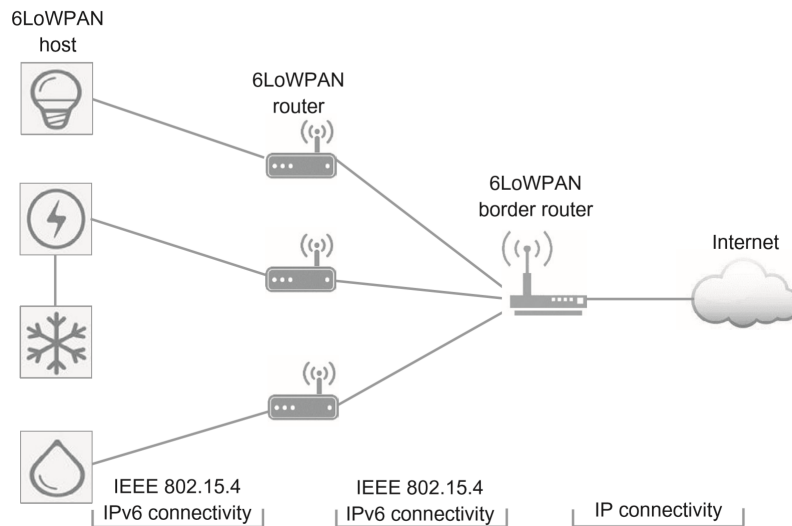 6LoWPAN
host
6LoWPAN
router
6LoWPAN
border router
Internet
IEEE 802.15.4
IPv6 connectivity
IEEE 802.15.4
IPv6 connectivity
IP connectivity